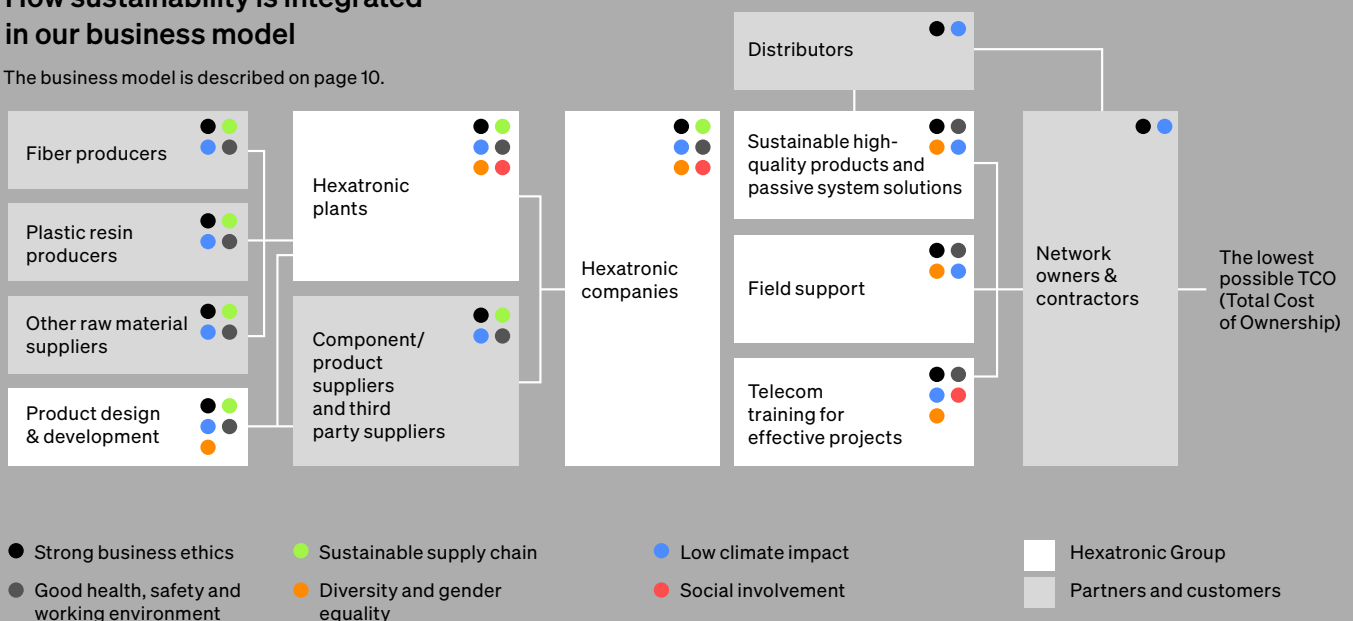 How sustainability is integrated
in our business model
The business model is described on page 10.
Fiber producers
Plastic resin
producers
Other raw material
suppliers
Product design
& development
Hexatronic
plants
Component/
product
suppliers
and third
party suppliers
Hexatronic
companies
Distributors
Sustainable high-
quality products and
passive system solutions
Field support
Telecom
training for
effective projects
Network
owners &
contractors
The lowest
possible TCO
(Total Cost
of Ownership)
Strong business ethics
Good health, safety and
working environment
Sustainable supply chain
Diversity and gender
equality
Low climate impact
Social involvement
Hexatronic Group
Partners and customers